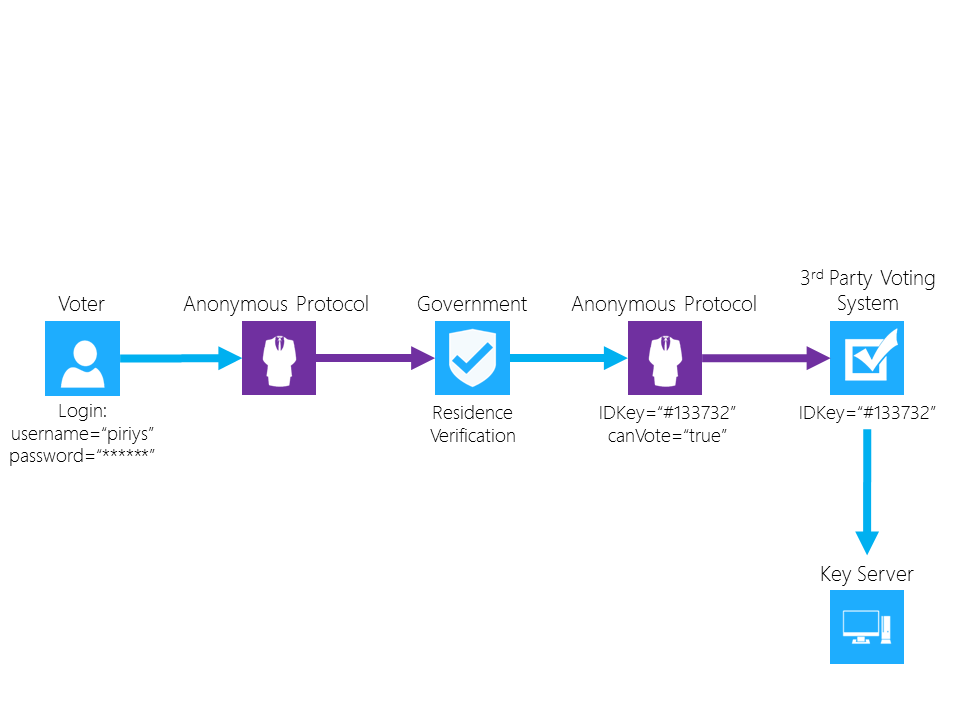 Voter
Login:
username=“piriys”
password=“******”
Anonymous Protocol
Government
Residence
Verification
Anonymous Protocol
IDKey=“#133732”
canVote=“true”
3rd Party Voting
System
IDKey=“#133732”
Key Server